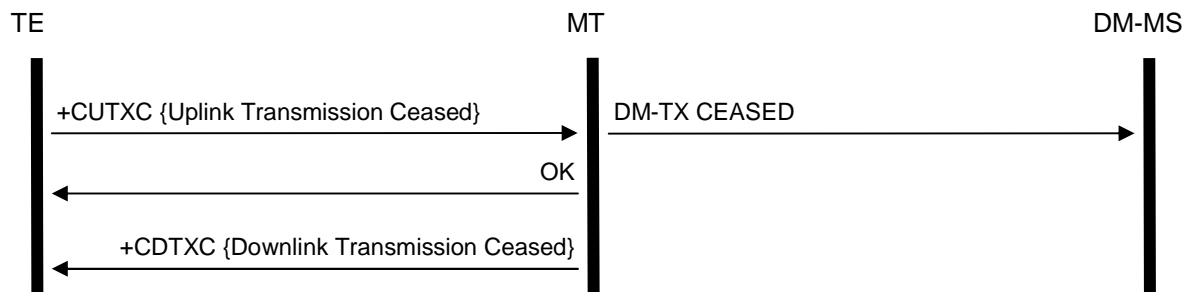 TE MT DM-MS
+CUTXC {Uplink Transmission Ceased} DM-TX CEASED
OK
+CDTXC {Downlink Transmission Ceased}